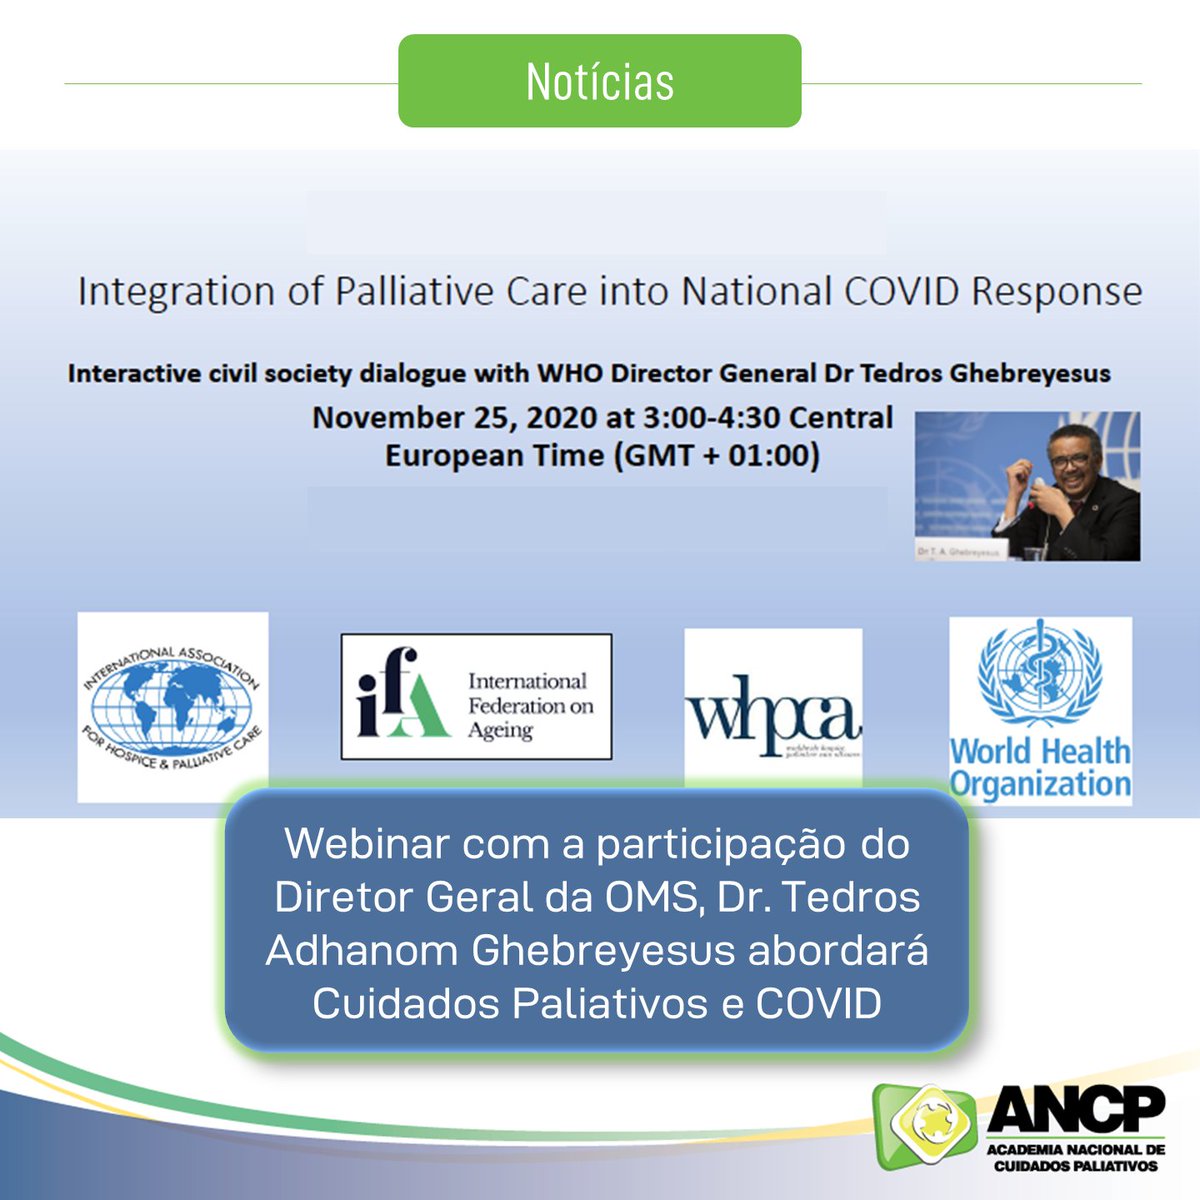 Notícias
Integration of Palliative Care into National COVID Response
Interactive civil society dialogue with WHO Director General Dr Tedros Ghebreyesus
November 25, 2020 at 3:00-4:30 Central
European Time (GMT + 01:00)
Dr T. A. Ghebreyesus
INTERNATIONAL ASSOCIATION
FOR HOSPICE & PALLIATIVE CARE
ifA
International
Federation on
Ageing
whpca
World Health
Organization
Webinar com a participação do
Diretor Geral da OMS, Dr. Tedros
Adhanom Ghebreyesus abordará
Cuidados Paliativos e COVID
ANCP
ACADEMIA NACIONAL DE
CUIDADOS PALIATIVOS